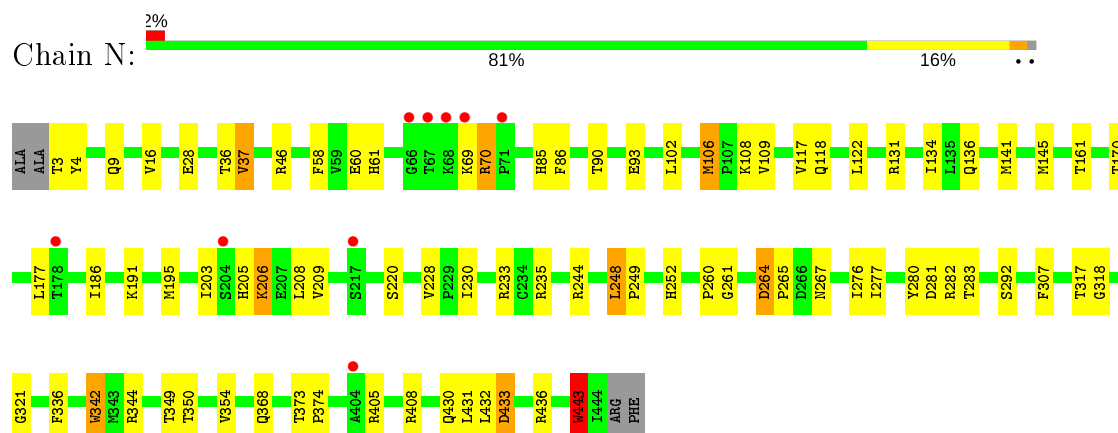 2%
Chain N:
81% 16% • •
ALA ALA T3 Y4 Q9 V16 E28 T36 V37 R46 F58 V59 E60 H61 G66 T67 K68 K69 R70 P71 H85 F86 T90 E93 L102 M106 P107 K108 V109 V117 Q118 L122 R131 I134 L135 Q136 M141 M145 T161 T170
L177 T178 I186 K191 M195 I203 S204 H205 K206 E207 L208 V209 S217 S220 V228 P229 I230 R233 C234 R235 R244 L248 P249 H252 P260 G261 D264 P265 D266 N267 I276 I277 Y280 D281 R282 T283 S292 F307 T317 G318
G321 F336 W342 M343 R344 T349 T350 V354 Q368 T373 P374 A404 R405 R408 Q430 L431 L432 D433 R436 W443 I444 ARG PHE